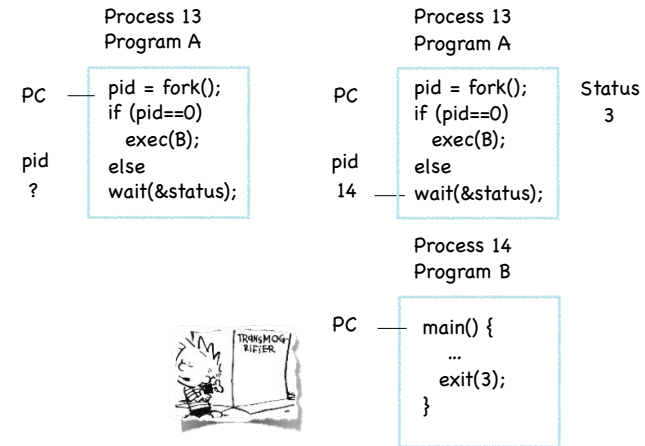 Process 13
Program A
PC
pid = fork();
if (pid==0)
exec(B);
else
wait(&status);
pid
?
Process 13
Program A
PC
pid = fork();
if (pid==0)
exec(B);
else
wait(&status);
pid
14
Status
3
Process 14
Program B
PC
main() {
...
exit(3);
}
TRANSMOG-
RIFIER